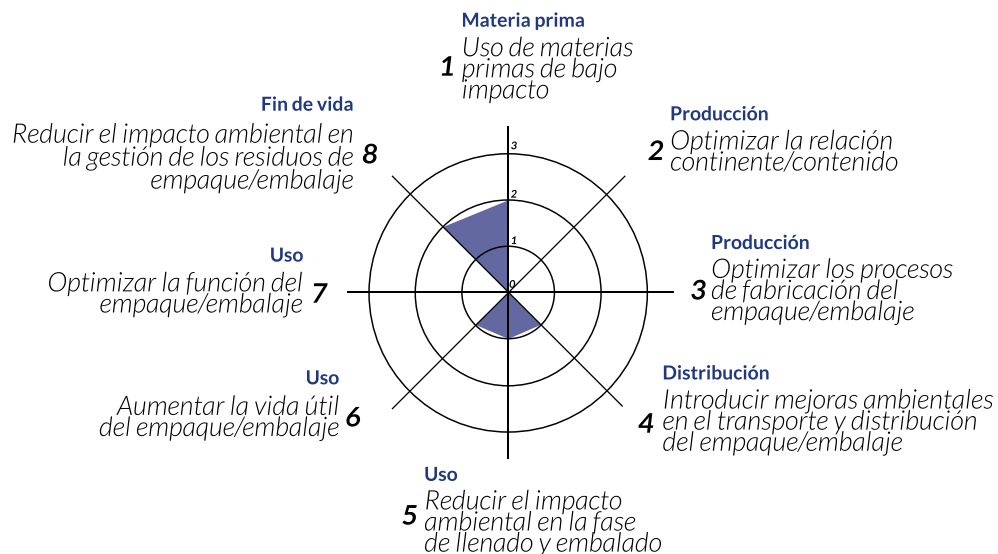 Materia prima
1
Uso de materias
primas de bajo
impacto
Producción
2
Optimizar la relación
continente/contenido
Producción
3
Optimizar los procesos
de fabricación del
empaque/embalaje
Distribución
4
Introducir mejoras ambientales
en el transporte y distribución
del empaque/embalaje
Uso
5
Reducir el impacto
ambiental en la fase
de llenado y embalado
Uso
6
Aumentar la vida útil
del empaque/embalaje
Uso
7
Optimizar la función del
empaque/embalaje
Fin de vida
8
Reducir el impacto ambiental en
la gestión de los residuos de
empaque/embalaje
3
2
1
0